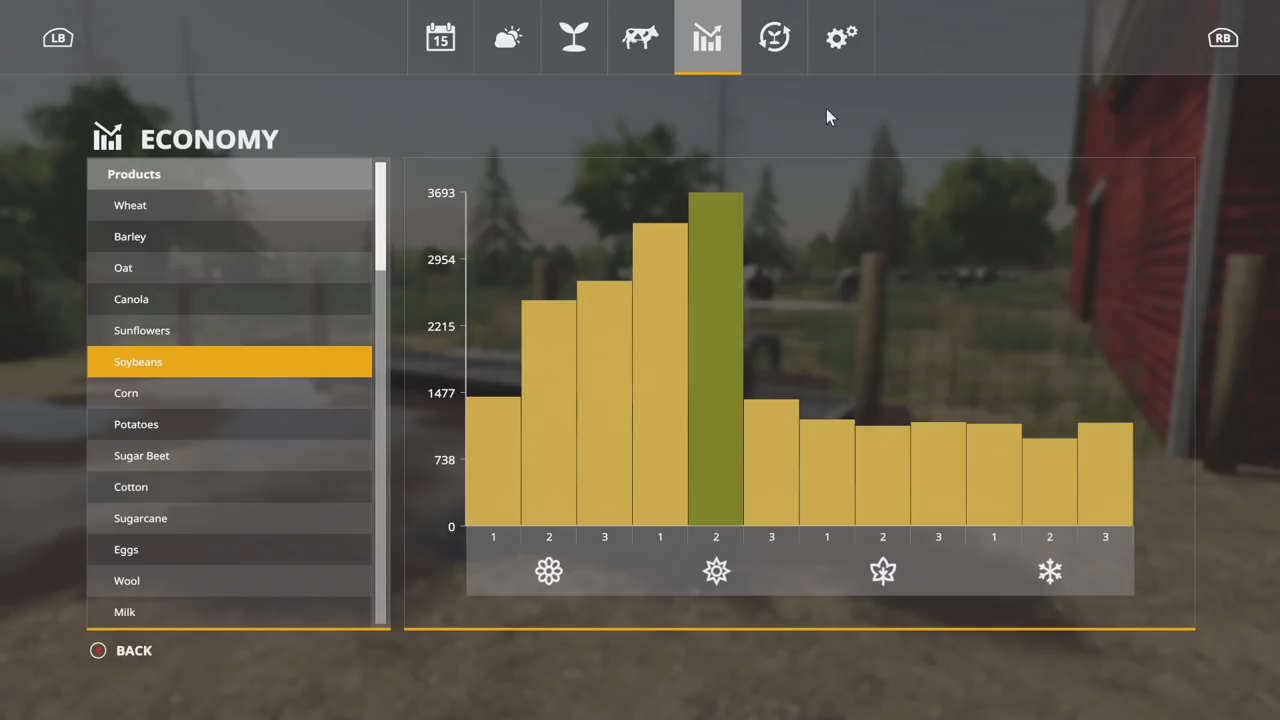 LB
15
RB
ECONOMY
Products
Wheat
Barley
Oat
Canola
Sunflowers
Soybeans
Corn
Potatoes
Sugar Beet
Cotton
Sugarcane
Eggs
Wool
Milk
3693
2954
2215
1477
738
0
1 2 3 1 2 3 1 2 3 1 2 3
BACK